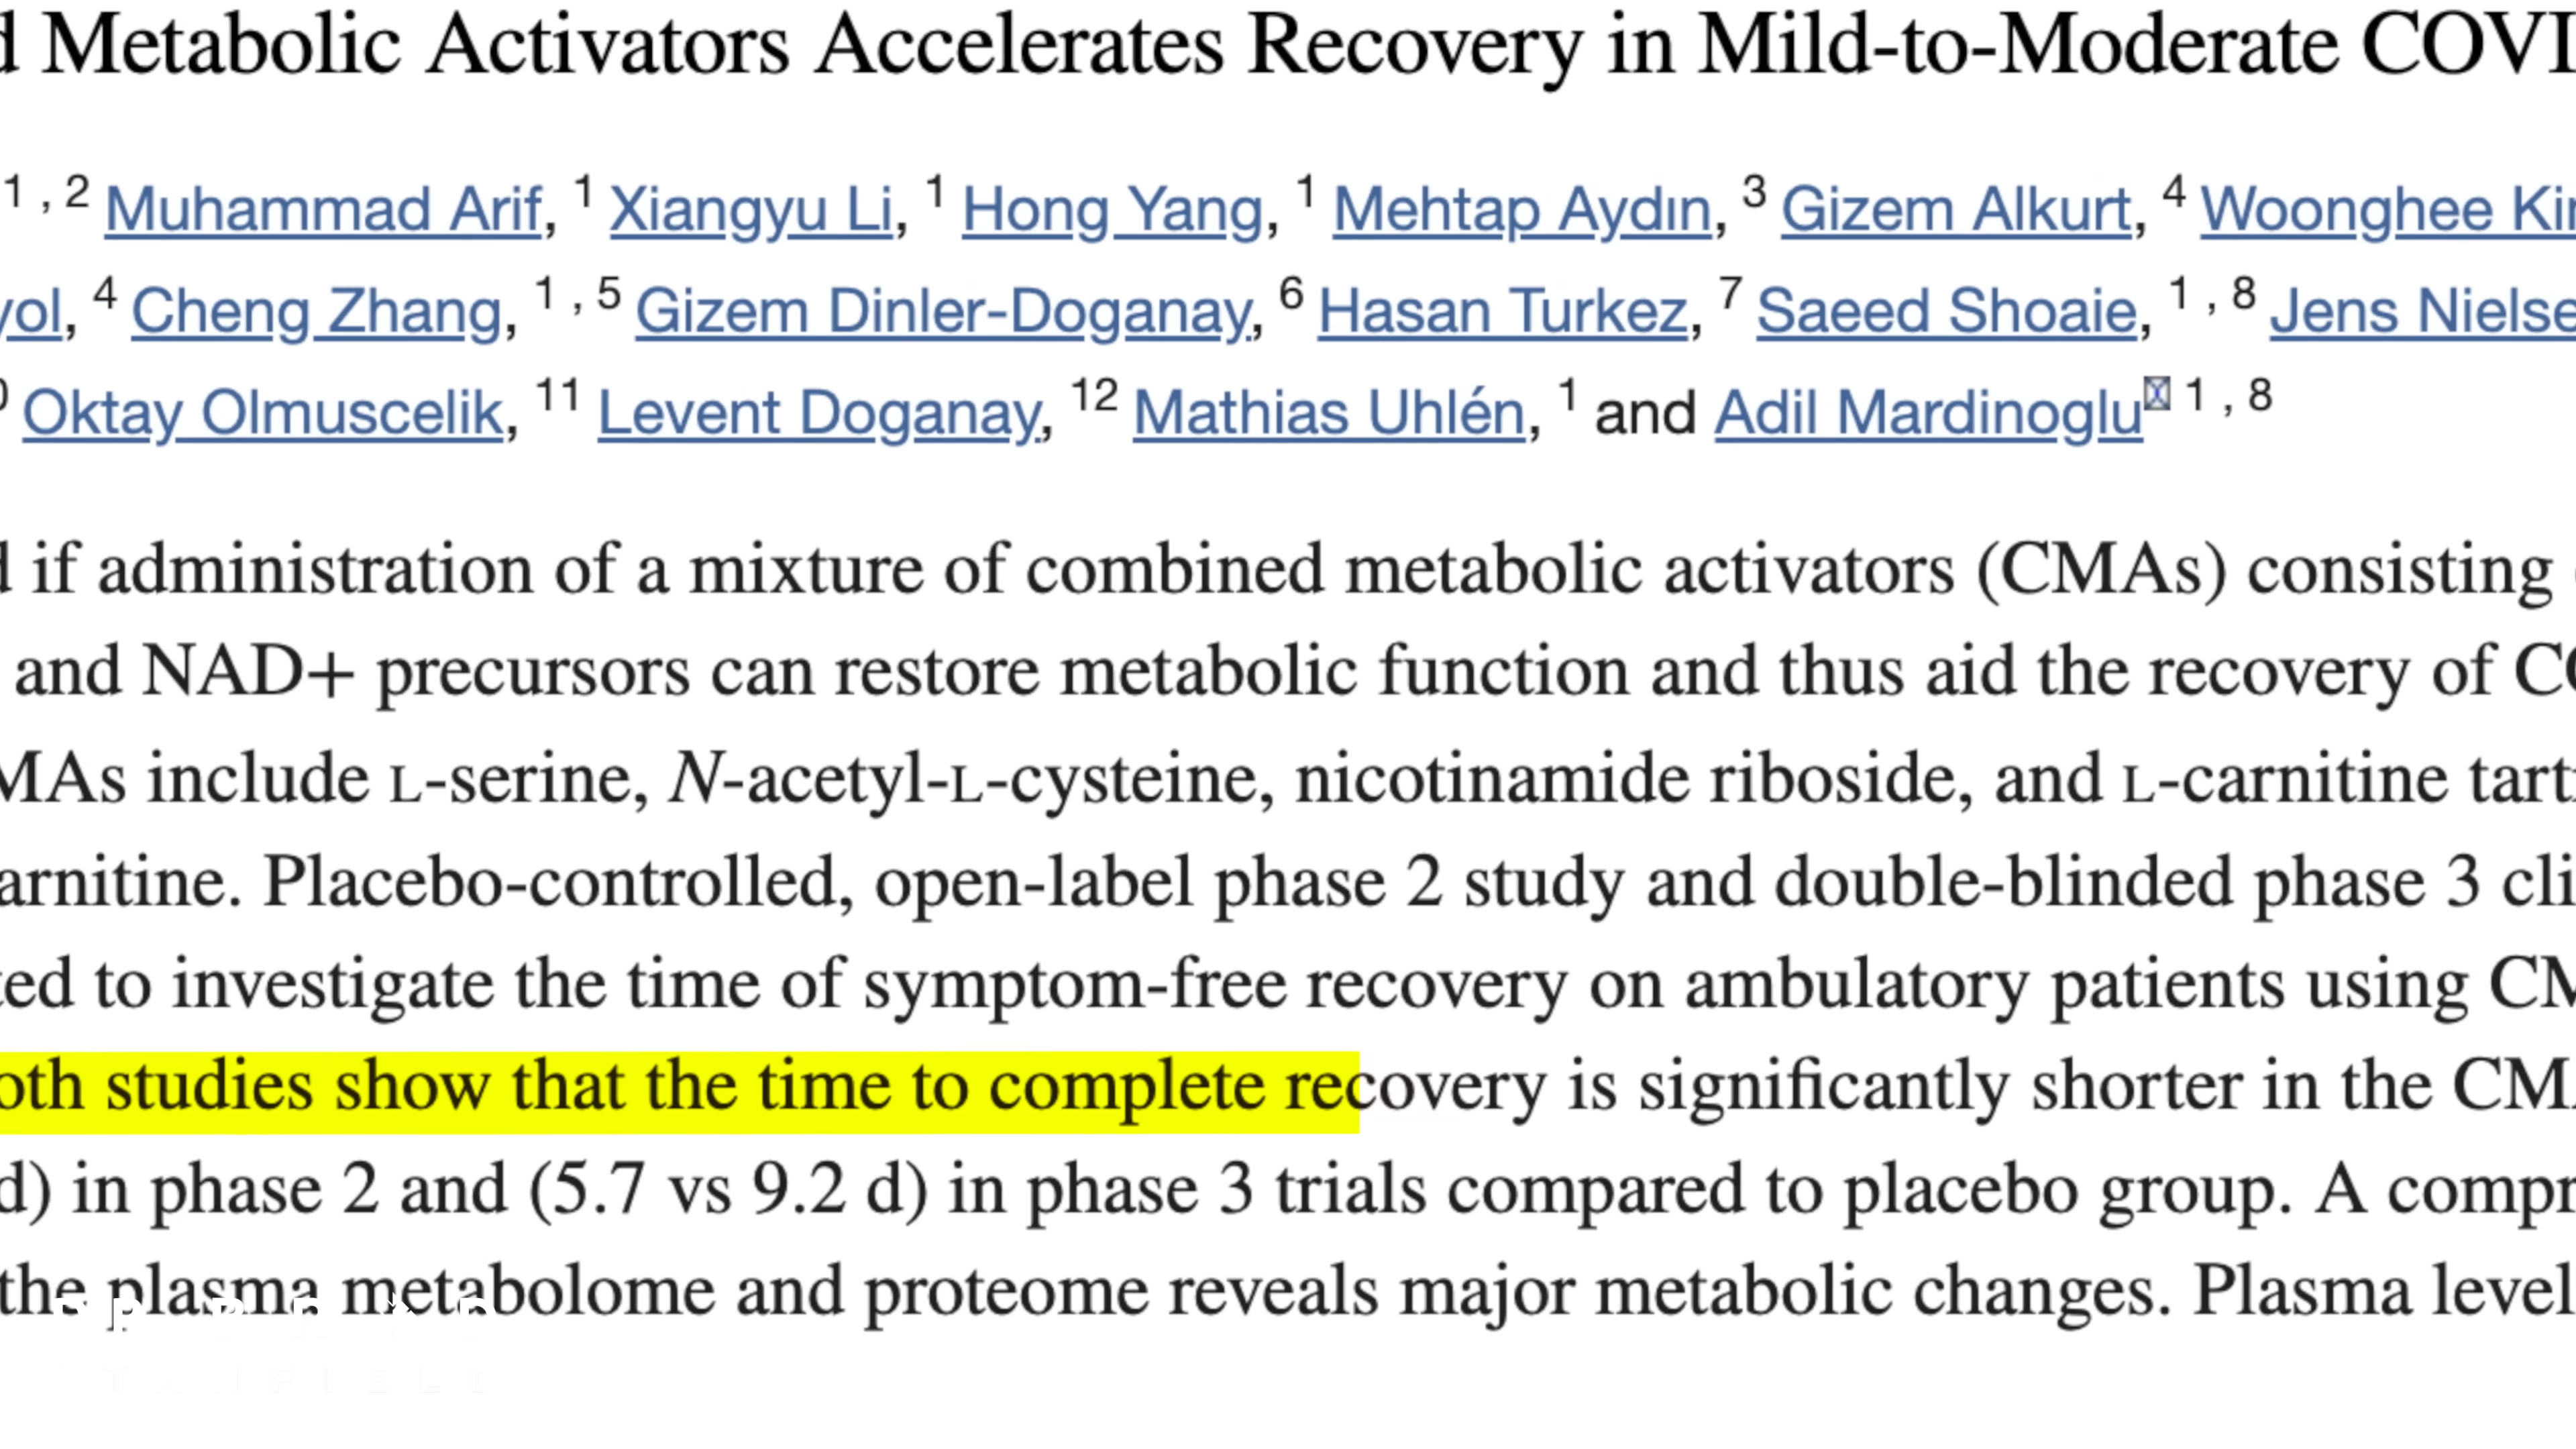 d Metabolic Activators Accelerates Recovery in Mild-to-Moderate COVI
1 , 2 Muhammad Arif, 1 Xiangyu Li, 1 Hong Yang, 1 Mehtap Aydın, 3 Gizem Alkurt, 4 Woonghee Ki
yol, 4 Cheng Zhang, 1 , 5 Gizem Dinler-Doganay, 6 Hasan Turkez, 7 Saeed Shoaie, 1 , 8 Jens Nielse
0 Oktay Olmuscelik, 11 Levent Doganay, 12 Mathias Uhlén, 1 and Adil Mardinoglu 1 , 8
d if administration of a mixture of combined metabolic activators (CMAs) consisting
and NAD+ precursors can restore metabolic function and thus aid the recovery of CO
MAs include L-serine, N-acetyl-L-cysteine, nicotinamide riboside, and L-carnitine tart
arnitine. Placebo-controlled, open-label phase 2 study and double-blinded phase 3 cli
ted to investigate the time of symptom-free recovery on ambulatory patients using CM
oth studies show that the time to complete recovery is significantly shorter in the CMA
d) in phase 2 and (5.7 vs 9.2 d) in phase 3 trials compared to placebo group. A compr
the plasma metabolome and proteome reveals major metabolic changes. Plasma level